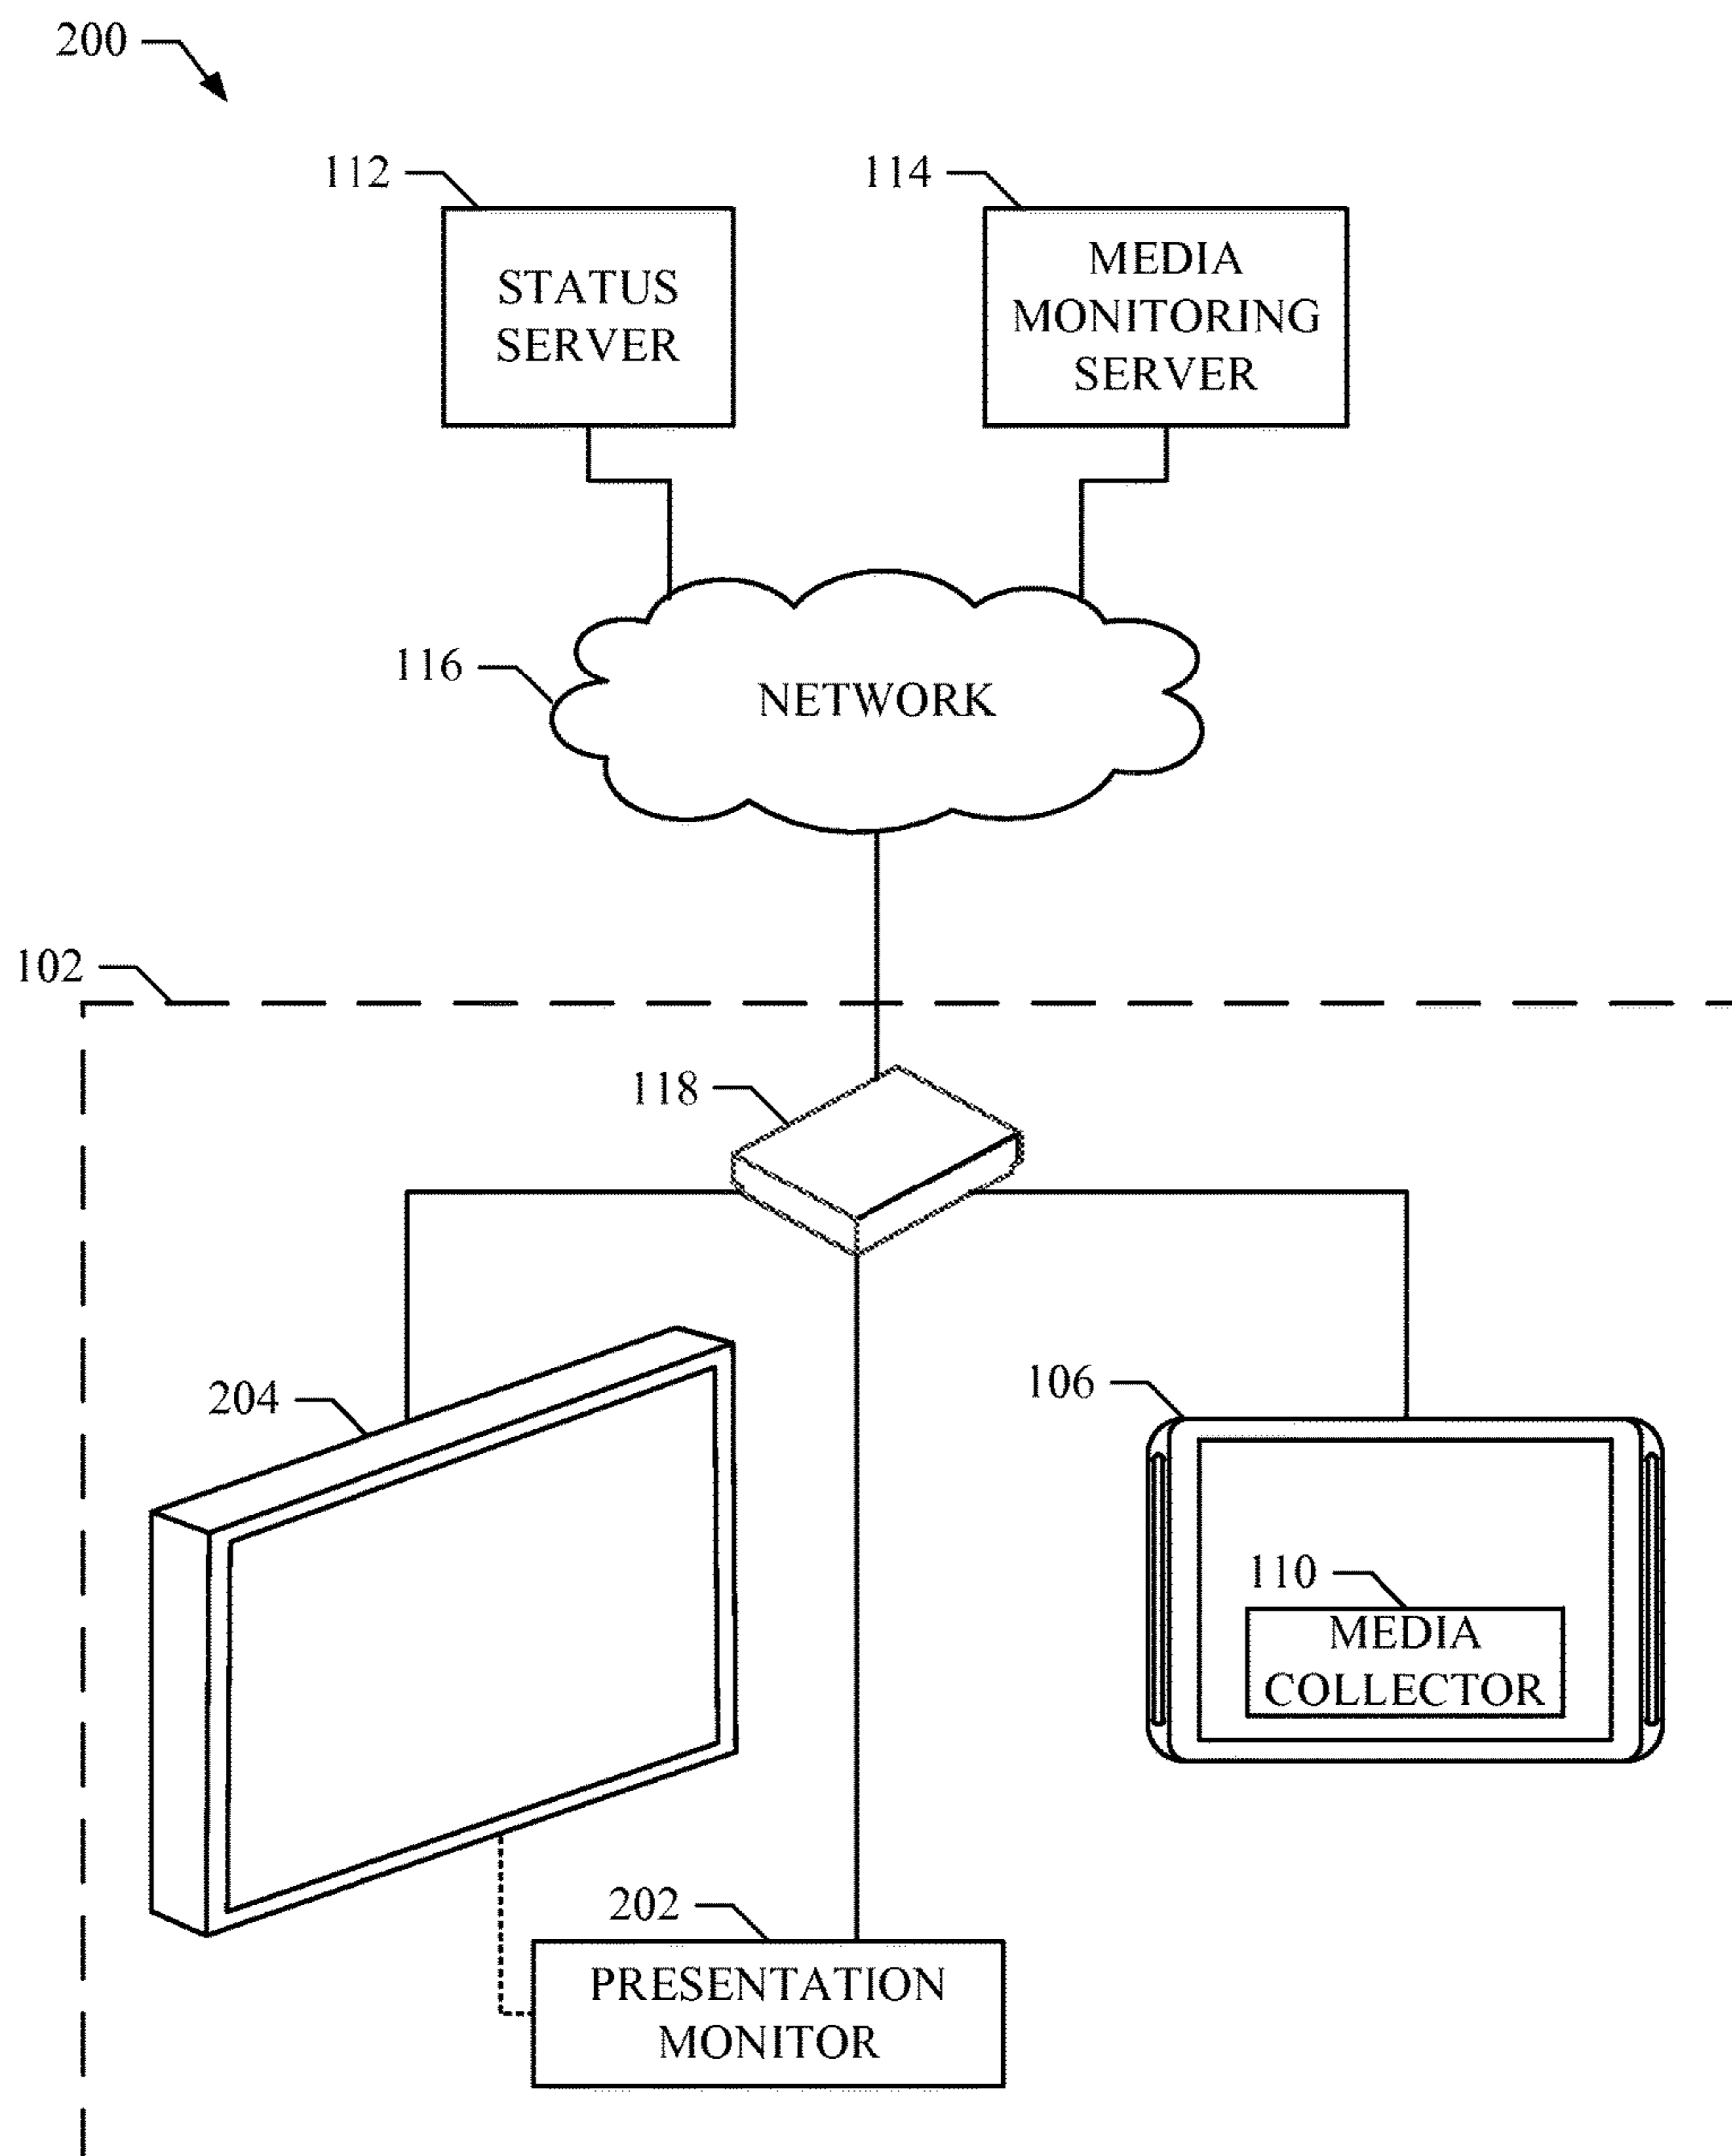 200
112
114
STATUS
SERVER
MEDIA
MONITORING
SERVER
116
NETWORK
102
118
204
106
110
MEDIA
COLLECTOR
202
PRESENTATION
MONITOR